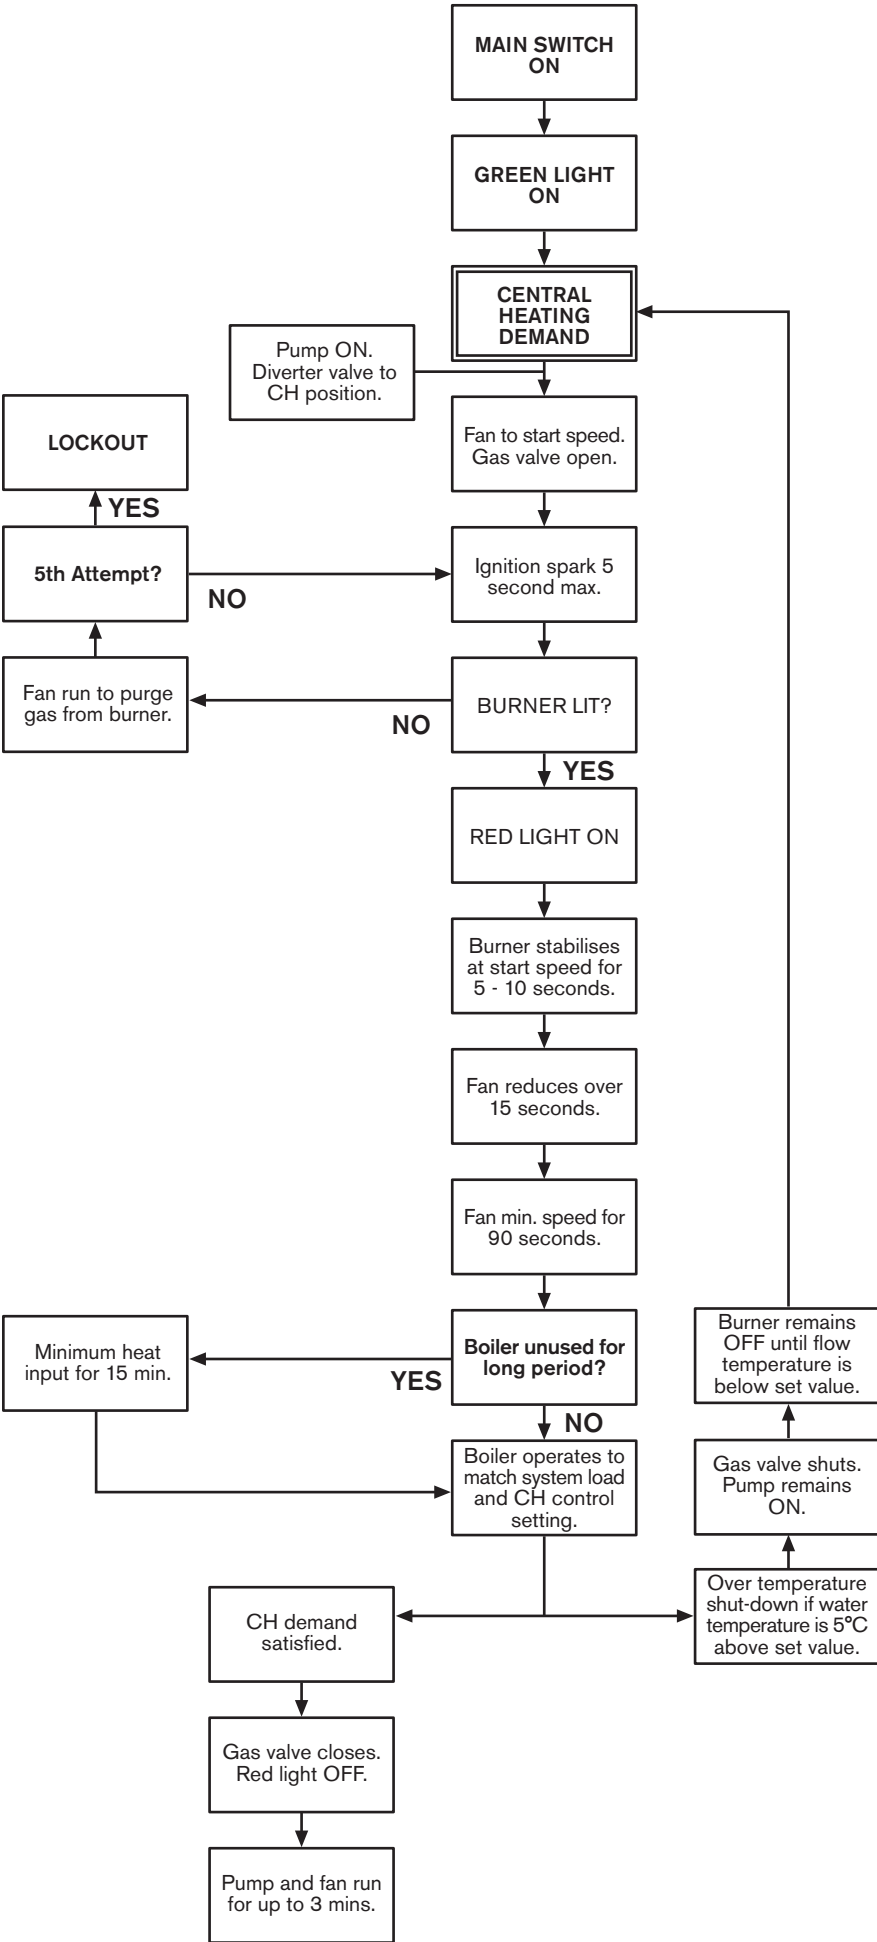 MAIN SWITCH
ON
GREEN LIGHT
ON
CENTRAL
HEATING
DEMAND
Pump ON.
Diverter valve to
CH position.
Fan to start speed.
Gas valve open.
LOCKOUT
YES
5th Attempt?
NO
Ignition spark 5
second max.
Fan run to purge
gas from burner.
NO
BURNER LIT?
YES
RED LIGHT ON
Burner stabilises
at start speed for
5 - 10 seconds.
Fan reduces over
15 seconds.
Fan min. speed for
90 seconds.
Boiler unused for
long period?
YES
Minimum heat
input for 15 min.
NO
Boiler operates to
match system load
and CH control
setting.
Burner remains
OFF until flow
temperature is
below set value.
Gas valve shuts.
Pump remains
ON.
Over temperature
shut-down if water
temperature is 5°C
above set value.
CH demand
satisfied.
Gas valve closes.
Red light OFF.
Pump and fan run
for up to 3 mins.